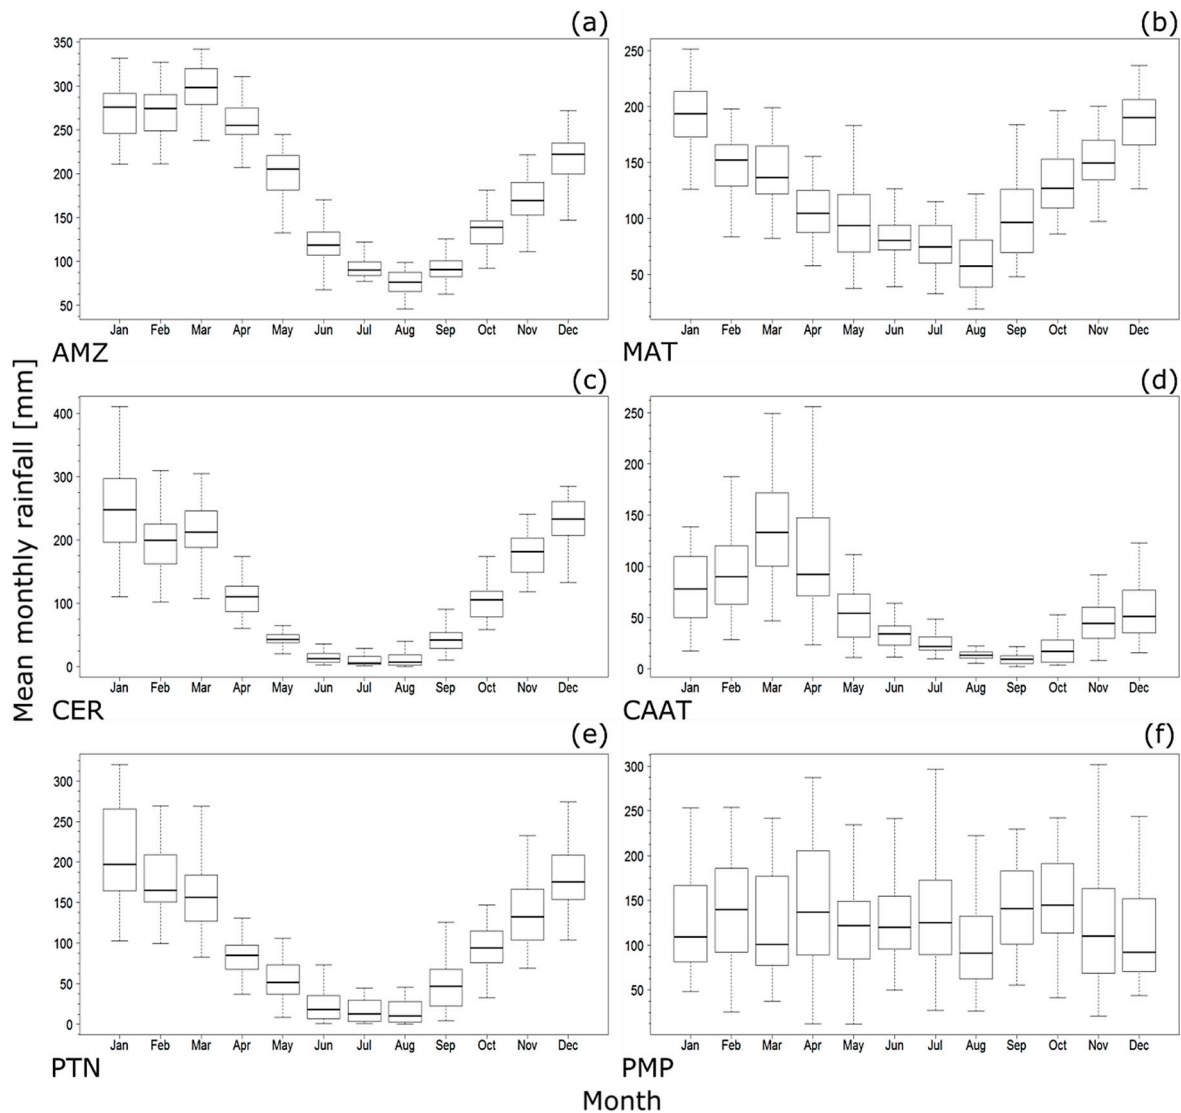 (a)
350
300
250
200
150
100
50
Jan Feb Mar Apr May Jun Jul Aug Sep Oct Nov Dec
AMZ
(b)
250
200
150
100
50
Jan Feb Mar Apr May Jun Jul Aug Sep Oct Nov Dec
MAT
Mean monthly rainfall [mm]
(c)
400
300
200
100
0
Jan Feb Mar Apr May Jun Jul Aug Sep Oct Nov Dec
CER
(d)
250
200
150
100
50
0
Jan Feb Mar Apr May Jun Jul Aug Sep Oct Nov Dec
CAAT
(e)
300
250
200
150
100
50
0
Jan Feb Mar Apr May Jun Jul Aug Sep Oct Nov Dec
PTN
(f)
300
250
200
150
100
50
Jan Feb Mar Apr May Jun Jul Aug Sep Oct Nov Dec
PMP
Month